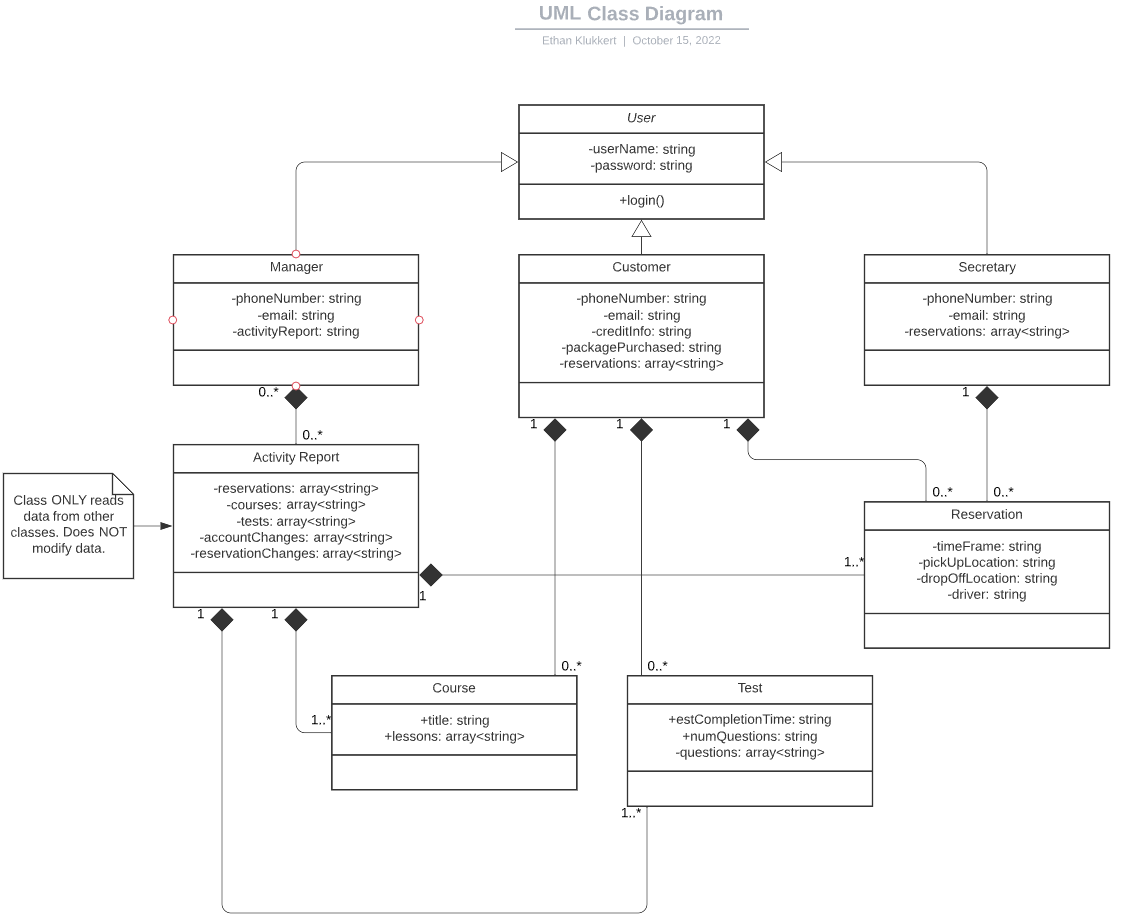 UML Class Diagram
Ethan Klukkert | October 15, 2022
User
-userName: string
-password: string
+login()
Manager
-phoneNumber: string
-email: string
-activityReport: string
0..*
0..*
Customer
-phoneNumber: string
-email: string
-creditInfo: string
-packagePurchased: string
-reservations: array<string>
1
1
1
Secretary
-phoneNumber: string
-email: string
-reservations: array<string>
1
Class ONLY reads
data from other
classes. Does NOT
modify data.
Activity Report
-reservations: array<string>
-courses: array<string>
-tests: array<string>
-accountChanges: array<string>
-reservationChanges: array<string>
1
1
1
0..*
0..*
Reservation
-timeFrame: string
-pickUpLocation: string
-dropOffLocation: string
-driver: string
1..*
0..*
Course
+title: string
+lessons: array<string>
1..*
0..*
Test
+estCompletionTime: string
+numQuestions: string
-questions: array<string>
1..*